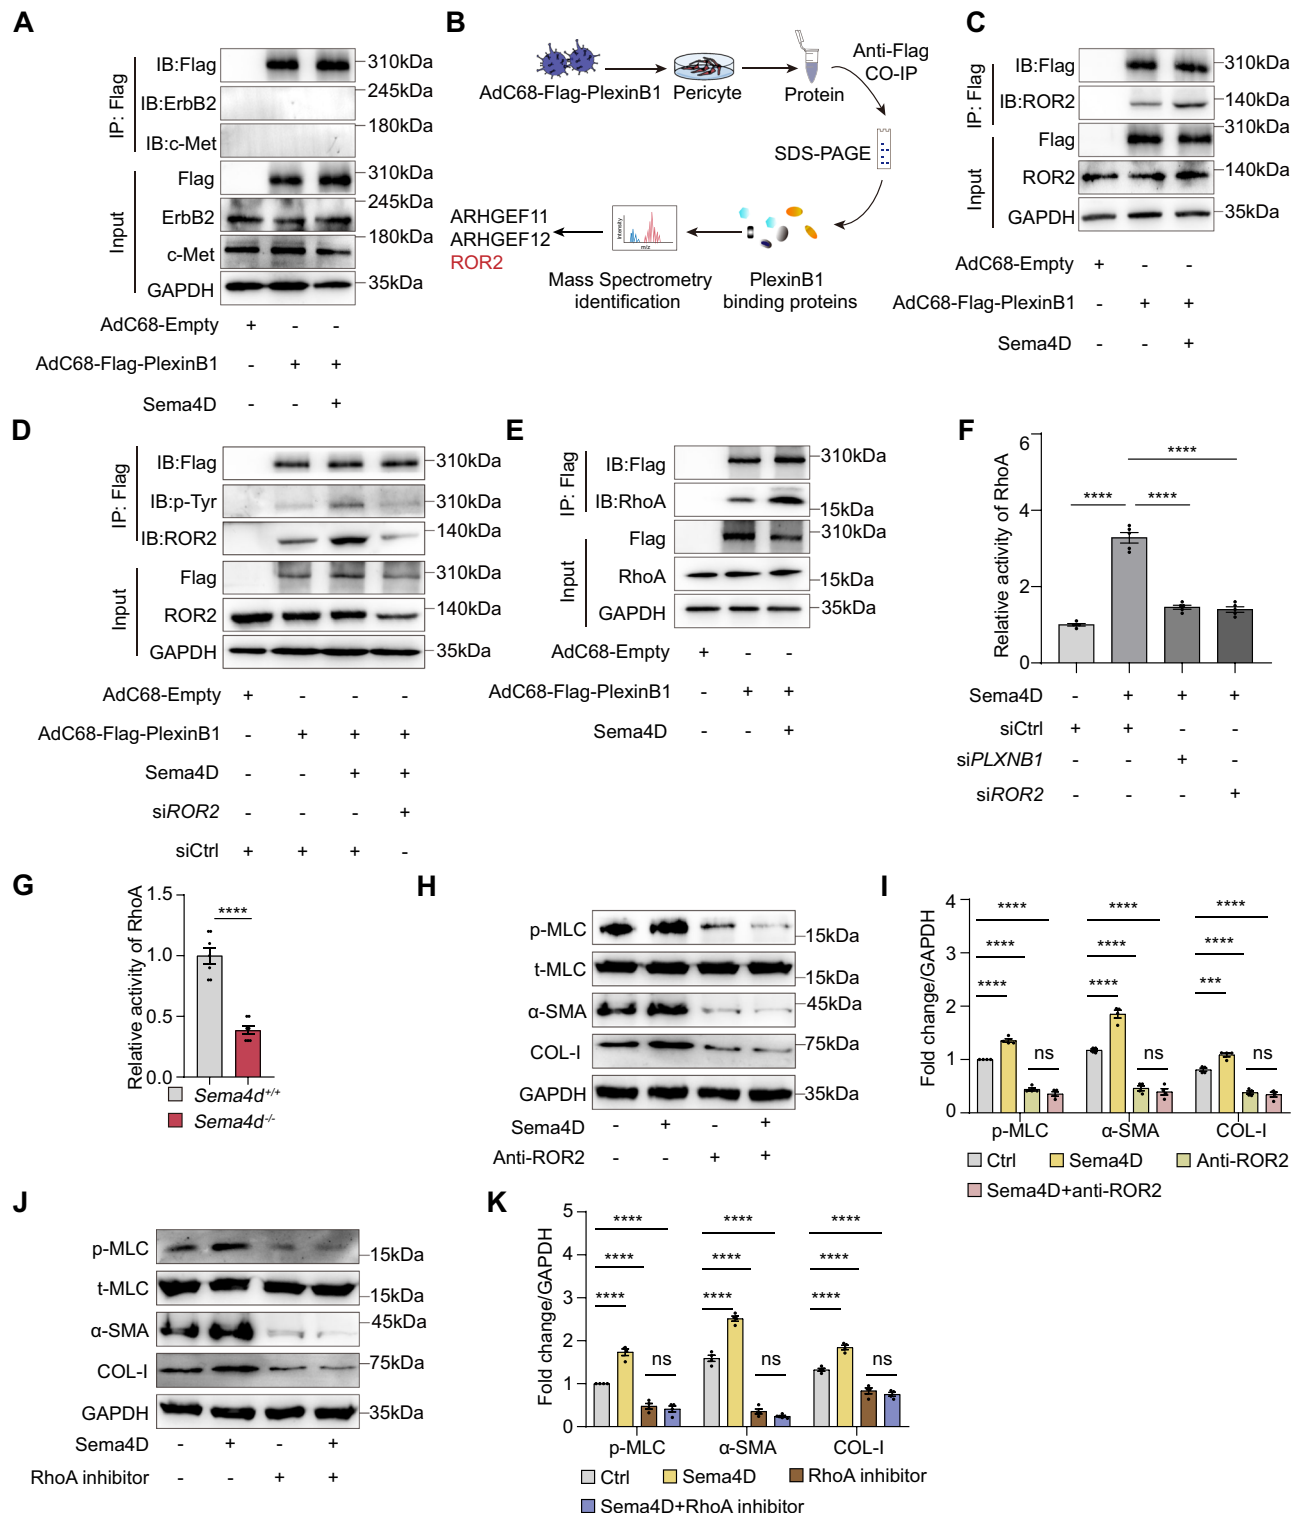 A
IP: Flag
IB:Flag
310kDa
IB:ErbB2
245kDa
IB:c-Met
180kDa
Input
Flag
310kDa
ErbB2
245kDa
c-Met
180kDa
GAPDH
35kDa
AdC68-Empty + - -
AdC68-Flag-PlexinB1 - + +
Sema4D - - +
B
AdC68-Flag-PlexinB1
Pericyte
Protein
Anti-Flag
CO-IP
SDS-PAGE
PlexinB1
binding proteins
Intensity
m/z
Mass Spectrometry
identification
ARHGEF11
ARHGEF12
ROR2
C
IP: Flag
IB:Flag
310kDa
IB:ROR2
140kDa
Input
Flag
310kDa
ROR2
140kDa
GAPDH
35kDa
AdC68-Empty + - -
AdC68-Flag-PlexinB1 - + +
Sema4D - - +
D
IP: Flag
IB:Flag
310kDa
IB:p-Tyr
310kDa
IB:ROR2
140kDa
Input
Flag
310kDa
ROR2
140kDa
GAPDH
35kDa
AdC68-Empty + - - -
AdC68-Flag-PlexinB1 - + + +
Sema4D - - + +
siROR2 - - - +
siCtrl + + + -
E
IP: Flag
IB:Flag
310kDa
IB:RhoA
15kDa
Input
Flag
310kDa
RhoA
15kDa
GAPDH
35kDa
AdC68-Empty + - -
AdC68-Flag-PlexinB1 - + +
Sema4D - - +
F
Relative activity of RhoA
6
4
2
0
****
**** ****
Sema4D - + + +
siCtrl + + - -
siPLXNB1 - - + -
siROR2 - - - +
G
Relative activity of RhoA
1.5
1.0
0.5
0.0
****
Sema4d+/+
Sema4d-/-
H
p-MLC
15kDa
t-MLC
15kDa
α-SMA
45kDa
COL-I
75kDa
GAPDH
35kDa
Sema4D - + - +
Anti-ROR2 - - + +
I
Fold change/GAPDH
4
3
2
1
0
**** **** ****
**** **** ****
**** **** ***
ns ns ns
p-MLC α-SMA COL-I
Ctrl Sema4D Anti-ROR2
Sema4D+anti-ROR2
J
p-MLC
15kDa
t-MLC
15kDa
α-SMA
45kDa
COL-I
75kDa
GAPDH
35kDa
Sema4D - + - +
RhoA inhibitor - - + +
K
Fold change/GAPDH
5
4
3
2
1
0
**** **** ****
**** **** ****
**** **** ****
ns ns ns
p-MLC α-SMA COL-I
Ctrl Sema4D RhoA inhibitor
Sema4D+RhoA inhibitor